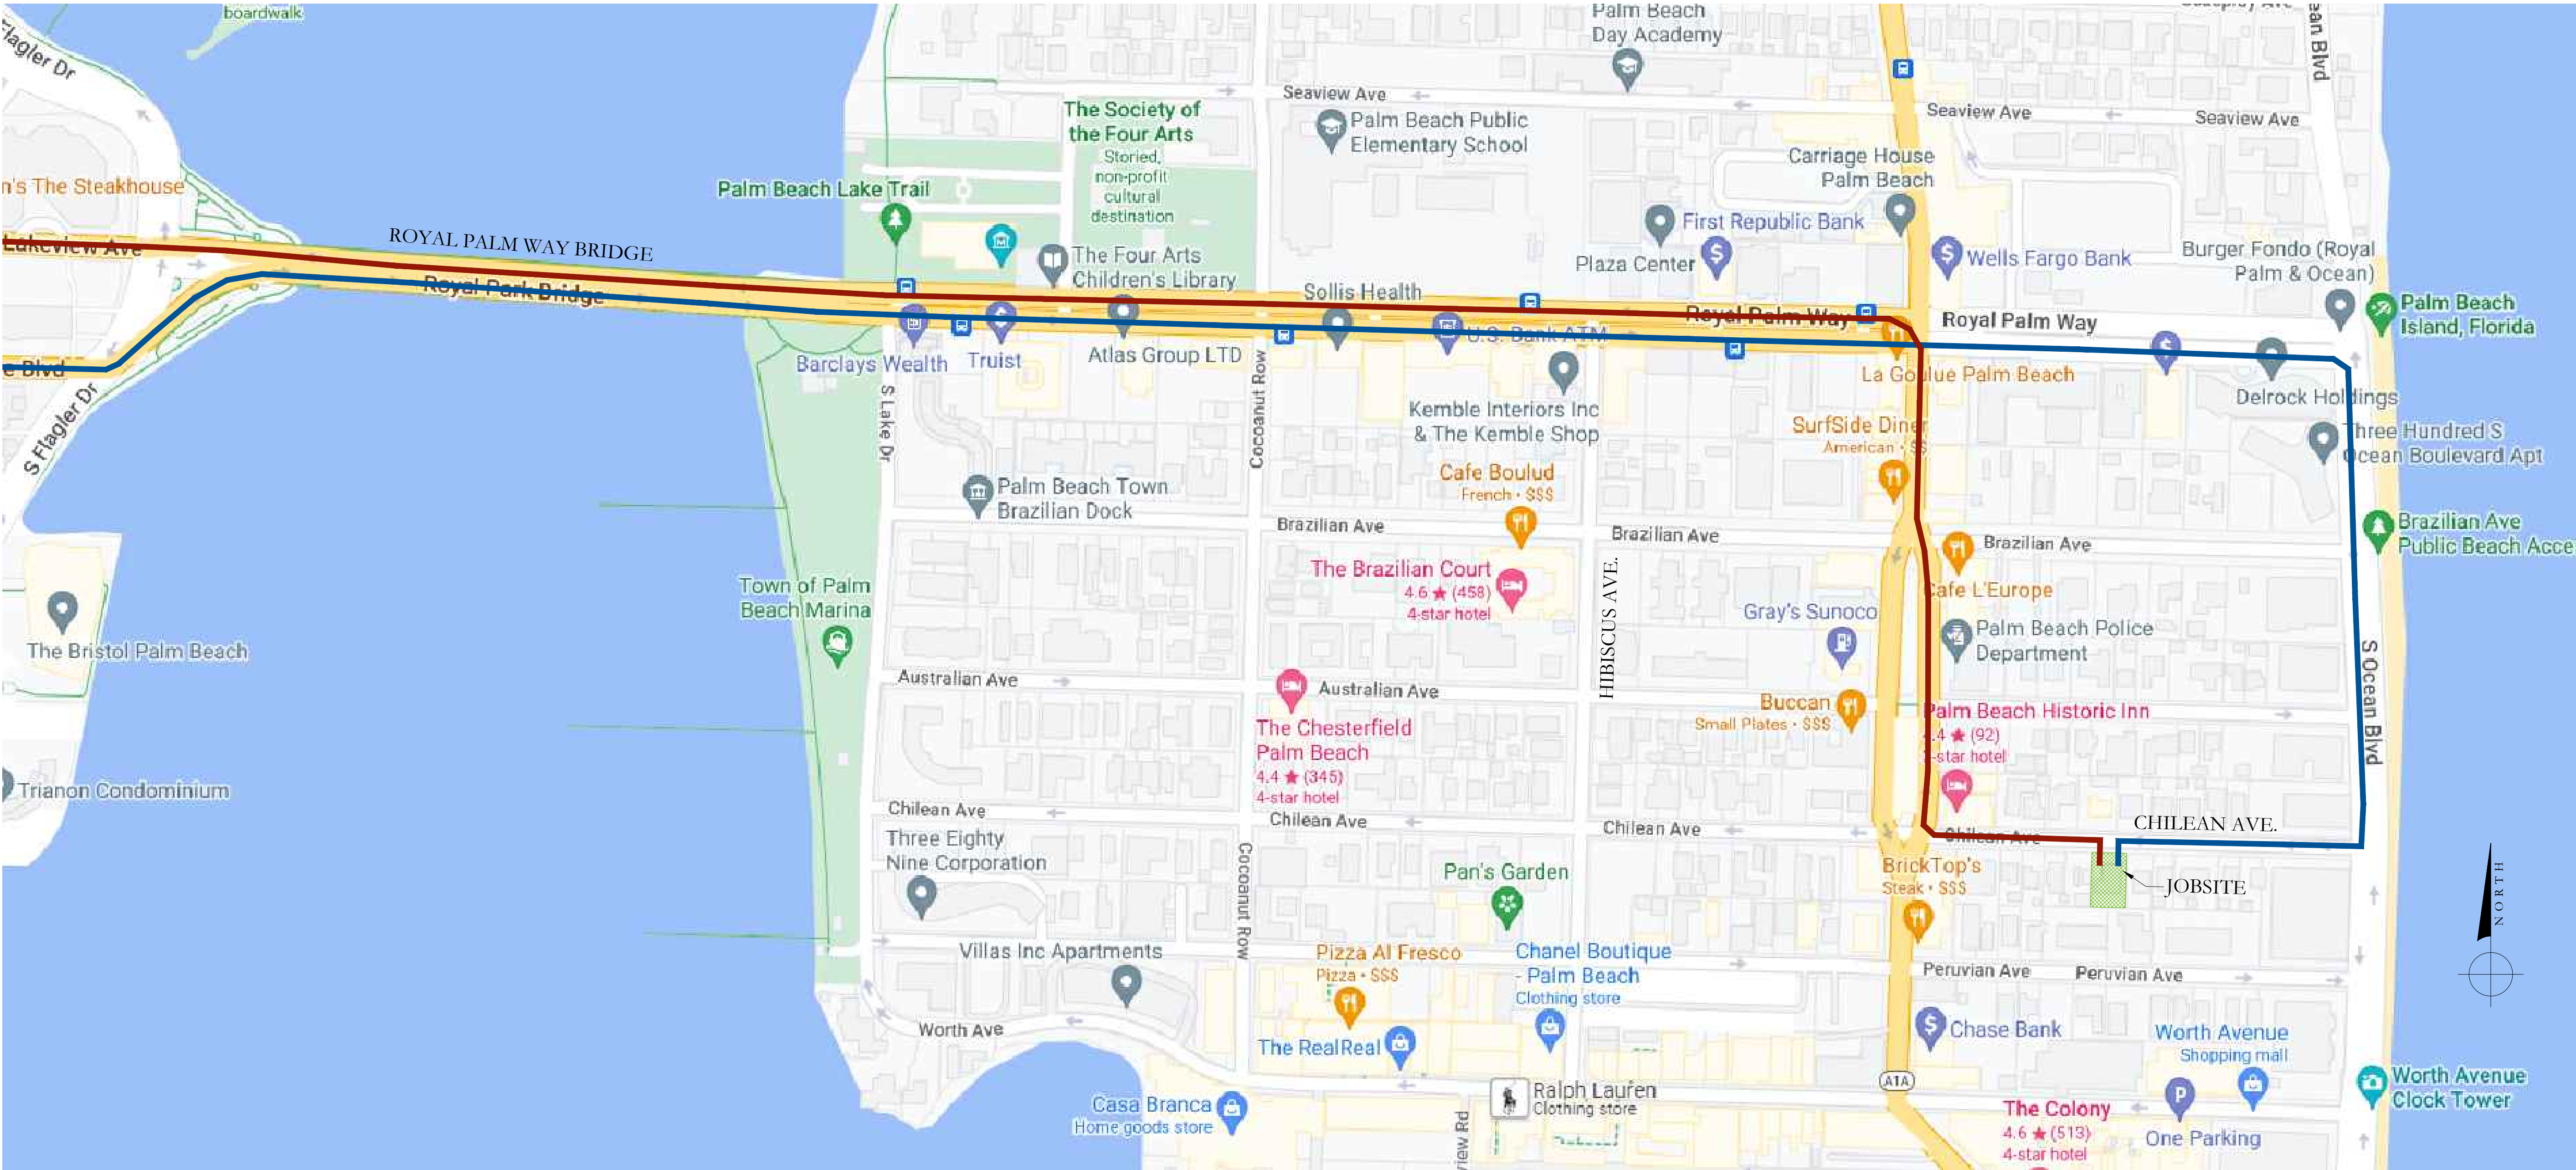 boardwalk
Flagler Dr
Palm Beach
Day Academy
Seaview Ave
Seaview Ave
Seaview Ave
The Society of
the Four Arts
Storied,
non-profit
cultural
destination
Palm Beach Public
Elementary School
Carriage House
Palm Beach
n's The Steakhouse
Palm Beach Lake Trail
First Republic Bank
Plaza Center
Wells Fargo Bank
Burger Fondo (Royal
Palm & Ocean)
ROYAL PALM WAY BRIDGE
Lakeview Ave
Royal Park Bridge
The Four Arts
Children's Library
Sollis Health
Royal Palm Way
Royal Palm Way
Palm Beach
Island, Florida
Barclays Wealth
Truist
Atlas Group LTD
U.S. Bank ATM
e Blvd
S Flagler Dr
S Lake Dr
Cocoanut Row
La Goulue Palm Beach
Delrock Holdings
Kemble Interiors Inc
& The Kemble Shop
SurfSide Diner
American · $$
Three Hundred S
Ocean Boulevard Apt
Cafe Boulud
French · $$$
Palm Beach Town
Brazilian Dock
Brazilian Ave
Brazilian Ave
Brazilian Ave
Brazilian Ave
Public Beach Acce
The Brazilian Court
4.6 ★ (458)
4-star hotel
HIBISCUS AVE.
Cafe L'Europe
Town of Palm
Beach Marina
Gray's Sunoco
Palm Beach Police
Department
The Bristol Palm Beach
S Ocean Blvd
Australian Ave
Australian Ave
Buccan
Small Plates · $$$
Palm Beach Historic Inn
.4 ★ (92)
-star hotel
The Chesterfield
Palm Beach
4.4 ★ (345)
4-star hotel
Trianon Condominium
Chilean Ave
Chilean Ave
Chilean Ave
Chilean Ave
CHILEAN AVE.
Three Eighty
Nine Corporation
Cocoanut Row
Pan's Garden
BrickTop's
Steak · $$$
JOBSITE
NORTH
Villas Inc Apartments
Pizza Al Fresco
Pizza · $$$
Chanel Boutique
- Palm Beach
Clothing store
Peruvian Ave
Peruvian Ave
Worth Ave
The RealReal
Chase Bank
Worth Avenue
Shopping mall
A1A
Ralph Lauren
Clothing store
Worth Avenue
Clock Tower
Casa Branca
Home goods store
view Rd
The Colony
4.6 ★ (513)
4-star hotel
P
One Parking
ean Blvd